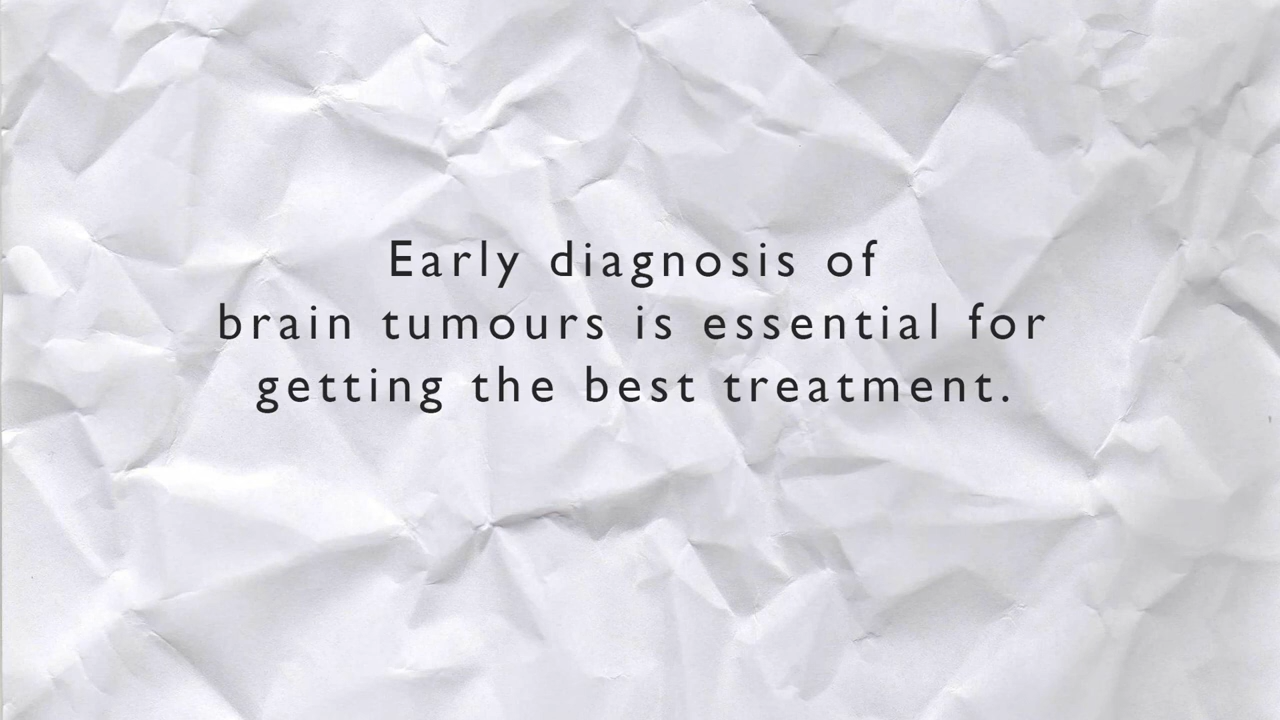 Early diagnosis of
brain tumours is essential for
getting the best treatment.